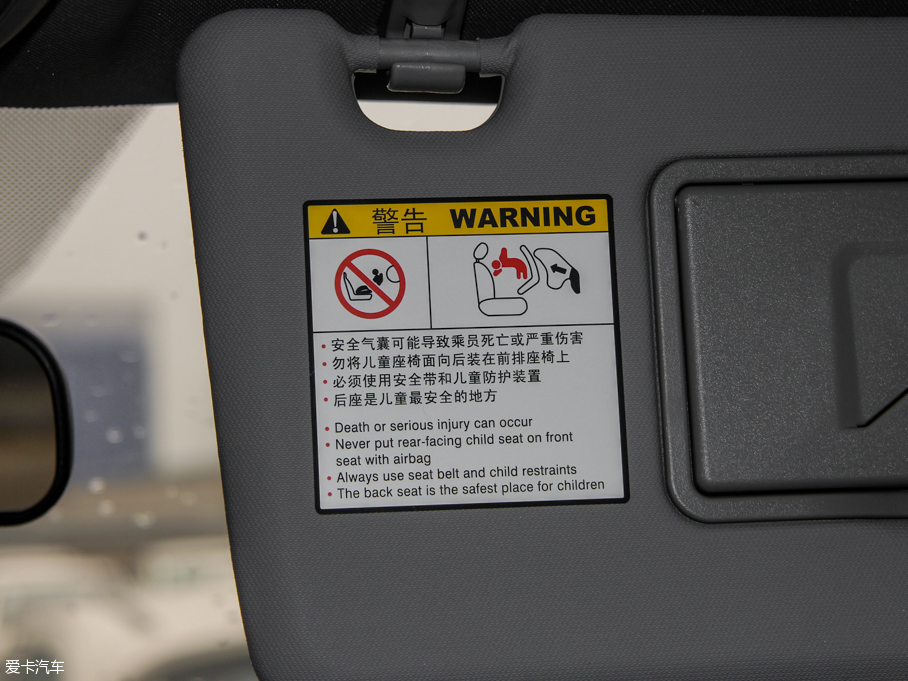 警告 WARNING
• 安全气囊可能导致乘员死亡或严重伤害
• 勿将儿童座椅面向后装在前排座椅上
• 必须使用安全带和儿童防护装置
• 后座是儿童最安全的地方
• Death or serious injury can occur
• Never put rear-facing child seat on front
seat with airbag
• Always use seat belt and child restraints
• The back seat is the safest place for children
爱卡汽车